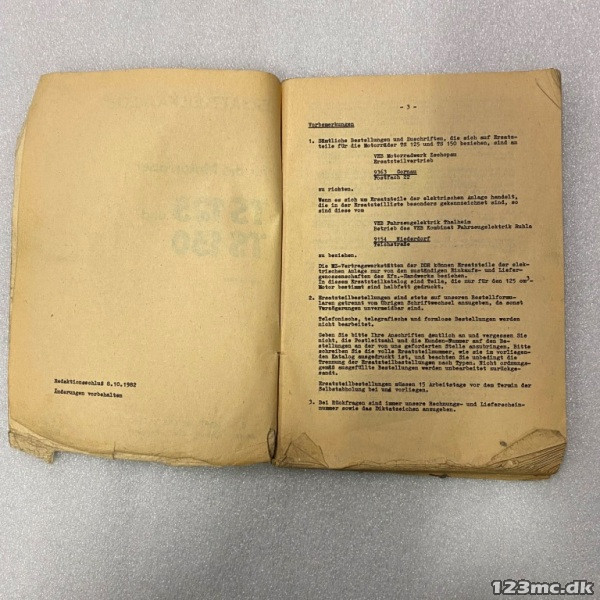 Redaktionsschluß 8.10.1982
Änderungen vorbehalten
- 3 -
Vorbemerkungen
1. Sämtliche Bestellungen und Zuschriften, die sich auf Ersatz-
teile für die Motorräder TS 125 und TS 150 beziehen, sind an
VEB Motorradwerk Zschopau
Ersatzteilvertrieb
9363 Gornau
Postfach 22
zu richten.
Wenn es sich um Ersatzteile der elektrischen Anlage handelt,
die in der Ersatzteilliste besonders gekennzeichnet sind, so
sind diese von
VEB Fahrzeugelektrik Thalheim
Betrieb des VEB Kombinat Fahrzeugelektrik Ruhla
9154 Niederdorf
Teichstraße
zu beziehen.
Die MZ-Vertragswerkstätten der DDR können Ersatzteile der elek-
trischen Anlage nur von den zuständigen Einkaufs- und Liefer-
genossenschaften des Kfz.-Handwerks beziehen.
In diesem Ersatzteilkatalog sind Teile, die nur für den 125 cm³-
Motor bestimmt sind halbfett gedruckt.
2. Ersatzteilbestellungen sind stets auf unseren Bestellformu-
laren getrennt vom übrigen Schriftwechsel anzugeben, da sonst
Verzögerungen unvermeidbar sind.
Telefonische, telegrafische und formlose Bestellungen werden
nicht bearbeitet.
Geben Sie bitte Ihre Anschriften deutlich an und vergessen Sie
nicht, die Postleitzahl und die Kunden-Nummer auf den Be-
stellungen an der von uns geforderten Stelle anzubringen. Bitte
schreiben Sie die volle Ersatzteilnummer, wie sie im vorliegen-
den Katalog ausgedruckt ist, und beachten Sie unbedingt die
Trennung der Ersatzteilbestellungen nach Typen. Nicht ordnungs-
gemäß ausgefüllte Bestellungen werden unbearbeitet zurückge-
sandt.
Ersatzteilbestellungen müssen 15 Arbeitstage vor dem Termin der
Selbstabholung bei uns vorliegen.
3. Bei Rückfragen sind immer unsere Rechnungs- und Lieferschein-
nummer sowie das Diktatzeichen anzugeben.
123mc.dk